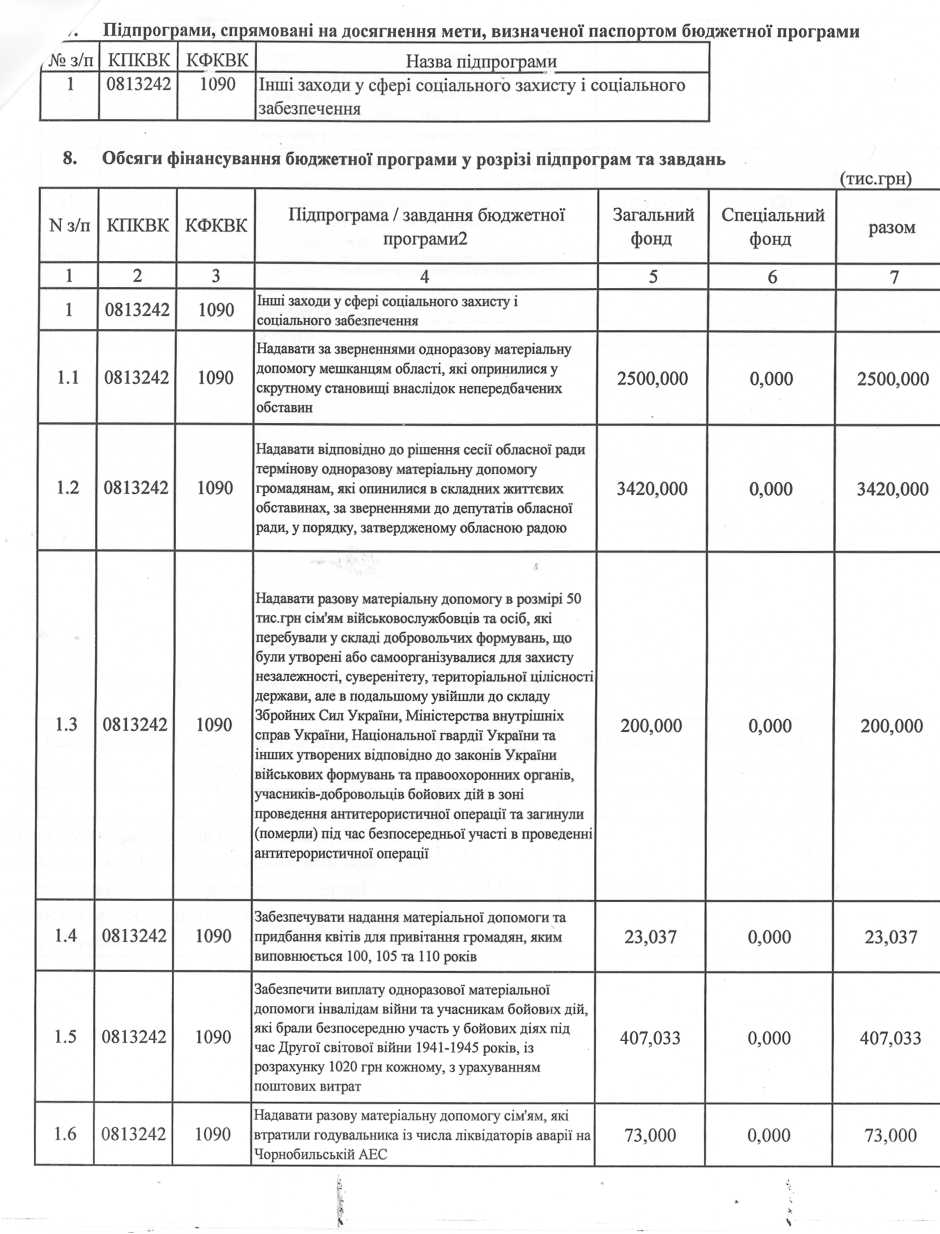 7. Підпрограми, спрямовані на досягнення мети, визначеної паспортом бюджетної програми
№ з/п КПКВК КФКВК Назва підпрограми
1 0813242 1090 Інші заходи у сфері соціального захисту і соціального
забезпечення
8. Обсяги фінансування бюджетної програми у розрізі підпрограм та завдань
(тис.грн)
N з/п КПКВК КФКВК Підпрограма / завдання бюджетної
програми2 Загальний
фонд Спеціальний
фонд разом
1 2 3 4 5 6 7
1 0813242 1090 Інші заходи у сфері соціального захисту і
соціального забезпечення
1.1 0813242 1090 Надавати за зверненнями одноразову матеріальну
допомогу мешканцям області, які опринилися у
скрутному становищі внаслідок непередбачених
обставин 2500,000 0,000 2500,000
1.2 0813242 1090 Надавати відповідно до рішення сесії обласної ради
термінову одноразову матеріальну допомогу
громадянам, які опинилися в складних життєвих
обставинах, за зверненнями до депутатів обласної
ради, у порядку, затвердженому обласною радою 3420,000 0,000 3420,000
1.3 0813242 1090 Надавати разову матеріальну допомогу в розмірі 50
тис.грн сім'ям військовослужбовців та осіб, які
перебували у складі добровольчих формувань, що
були утворені або самоорганізувалися для захисту
незалежності, суверенітету, територіальної цілісності
держави, але в подальшому увійшли до складу
Збройних Сил України, Міністерства внутрішніх
справ України, Національної гвардії України та
інших утворених відповідно до законів України
військових формувань та правоохоронних органів,
учасників-добровольців бойових дій в зоні
проведення антитерористичної операції та загинули
(померли) під час безпосередньої участі в проведенні
антитерористичної операції 200,000 0,000 200,000
1.4 0813242 1090 Забезпечувати надання матеріальної допомоги та
придбання квітів для привітання громадян, яким
виповнюється 100, 105 та 110 років 23,037 0,000 23,037
1.5 0813242 1090 Забезпечити виплату одноразової матеріальної
допомоги інвалідам війни та учасникам бойових дій,
які брали безпосередню участь у бойових діях під
час Другої світової війни 1941-1945 років, із
розрахунку 1020 грн кожному, з урахуванням
поштових витрат 407,033 0,000 407,033
1.6 0813242 1090 Надавати разову матеріальну допомогу сім'ям, які
втратили годувальника із числа ліквідаторів аварії на
Чорнобильській АЕС 73,000 0,000 73,000